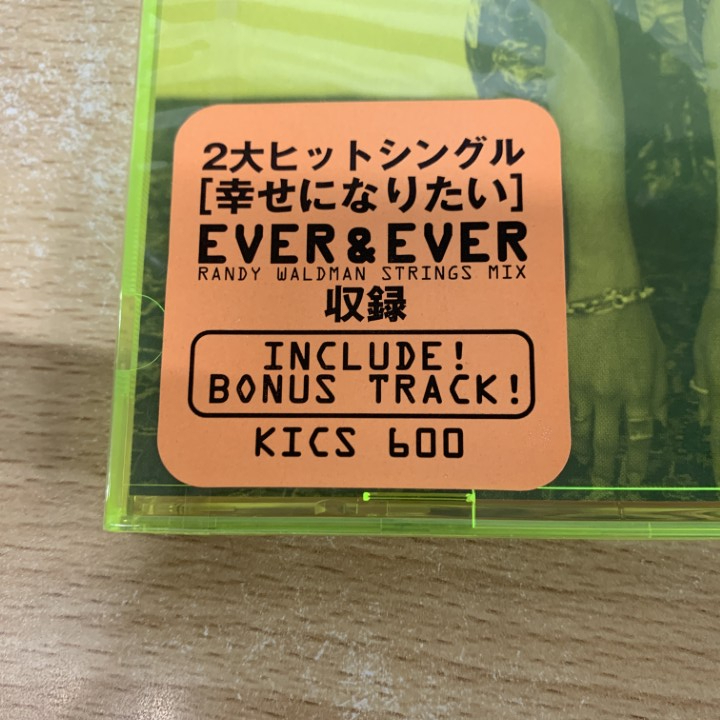 2大ヒットシングル
[幸せになりたい]
EVER & EVER
RANDY WALDMAN STRINGS MIX
収録
INCLUDE!
BONUS TRACK!
KICS 600